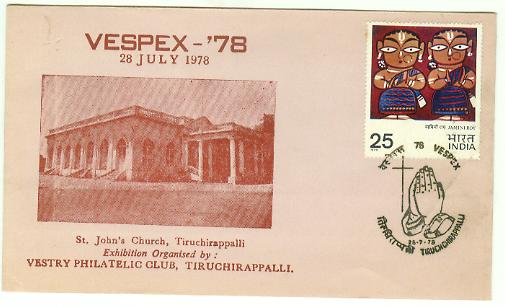 VESPEX - '78
28 JULY 1978
St. John's Church, Tiruchirappalli
Exhibition Organised by :
VESTRY PHILATELIC CLUB, TIRUCHIRAPPALLI.
जामिनी राय JAMINI ROY
25 भारत
INDIA
78 VESPEX
28-7-78
TIRUCHCHIRAPPALLI